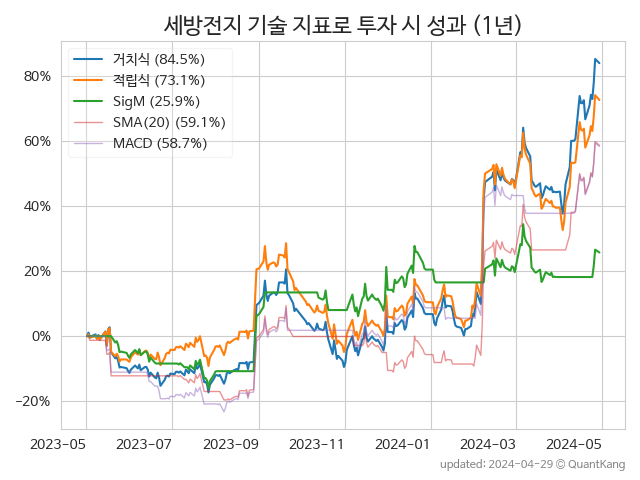 세방전지 기술 지표로 투자 시 성과 (1년)
거치식 (84.5%)
적립식 (73.1%)
SigM (25.9%)
SMA(20) (59.1%)
MACD (58.7%)
80%
60%
40%
20%
0%
−20%
2023-05
2023-07
2023-09
2023-11
2024-01
2024-03
2024-05
updated: 2024-04-29 © QuantKang